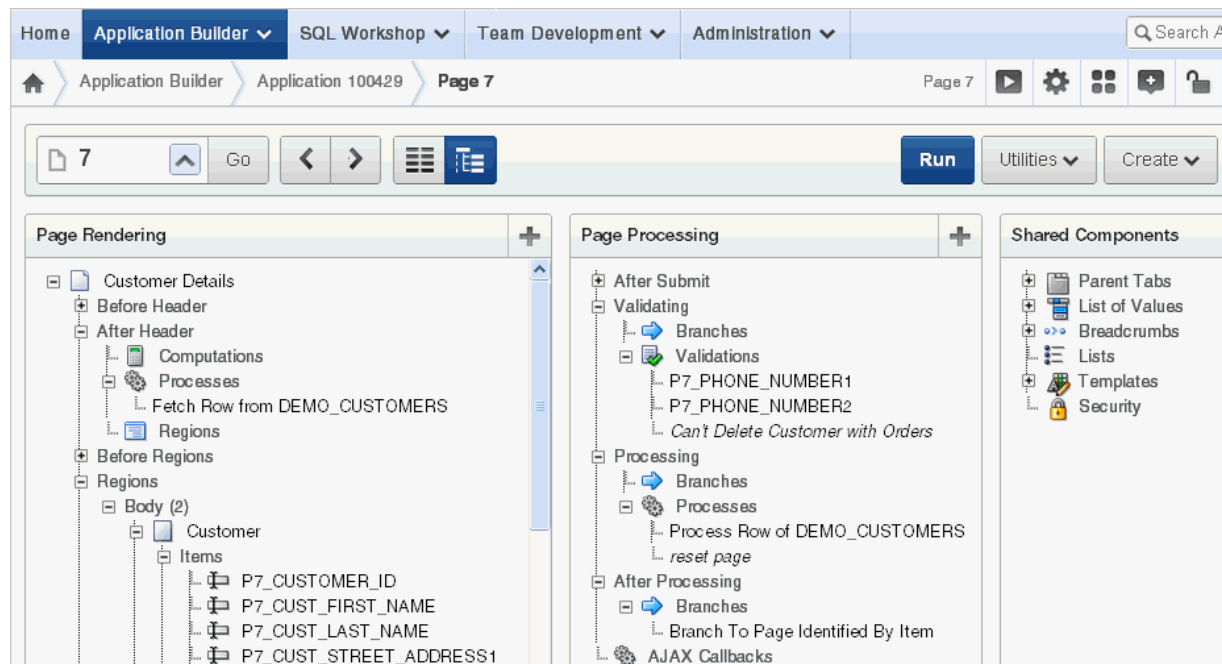 Home Application Builder SQL Workshop Team Development Administration Search A
Application Builder Application 100429 Page 7 Page 7
7 Go Run Utilities Create
Page Rendering
Customer Details
Before Header
After Header
Computations
Processes
Fetch Row from DEMO_CUSTOMERS
Regions
Before Regions
Regions
Body (2)
Customer
Items
P7_CUSTOMER_ID
P7_CUST_FIRST_NAME
P7_CUST_LAST_NAME
P7_CUST_STREET_ADDRESS1
Page Processing
After Submit
Validating
Branches
Validations
P7_PHONE_NUMBER1
P7_PHONE_NUMBER2
Can't Delete Customer with Orders
Processing
Branches
Processes
Process Row of DEMO_CUSTOMERS
reset page
After Processing
Branches
Branch To Page Identified By Item
AJAX Callbacks
Shared Components
Parent Tabs
List of Values
Breadcrumbs
Lists
Templates
Security